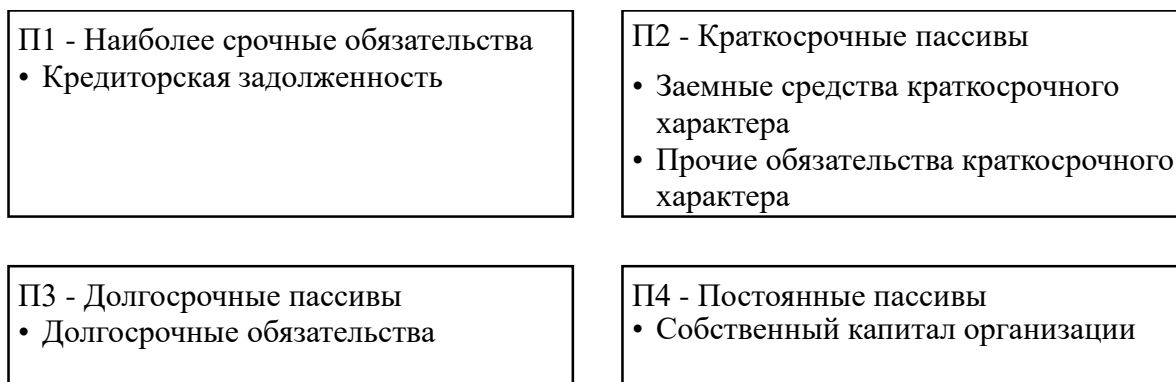 П1 - Наиболее срочные обязательства
• Кредиторская задолженность
П2 - Краткосрочные пассивы
• Заемные средства краткосрочного
характера
• Прочие обязательства краткосрочного
характера
П3 - Долгосрочные пассивы
• Долгосрочные обязательства
П4 - Постоянные пассивы
• Собственный капитал организации